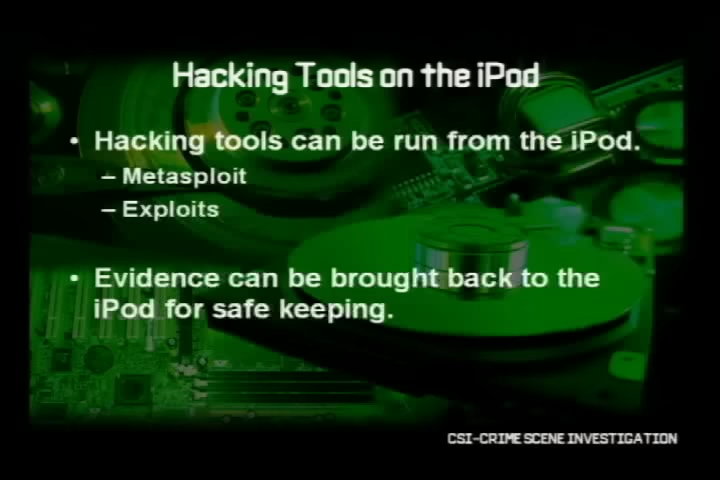 Hacking Tools on the iPod
• Hacking tools can be run from the iPod.
– Metasploit
– Exploits
• Evidence can be brought back to the
iPod for safe keeping.
CSI-CRIME SCENE INVESTIGATION